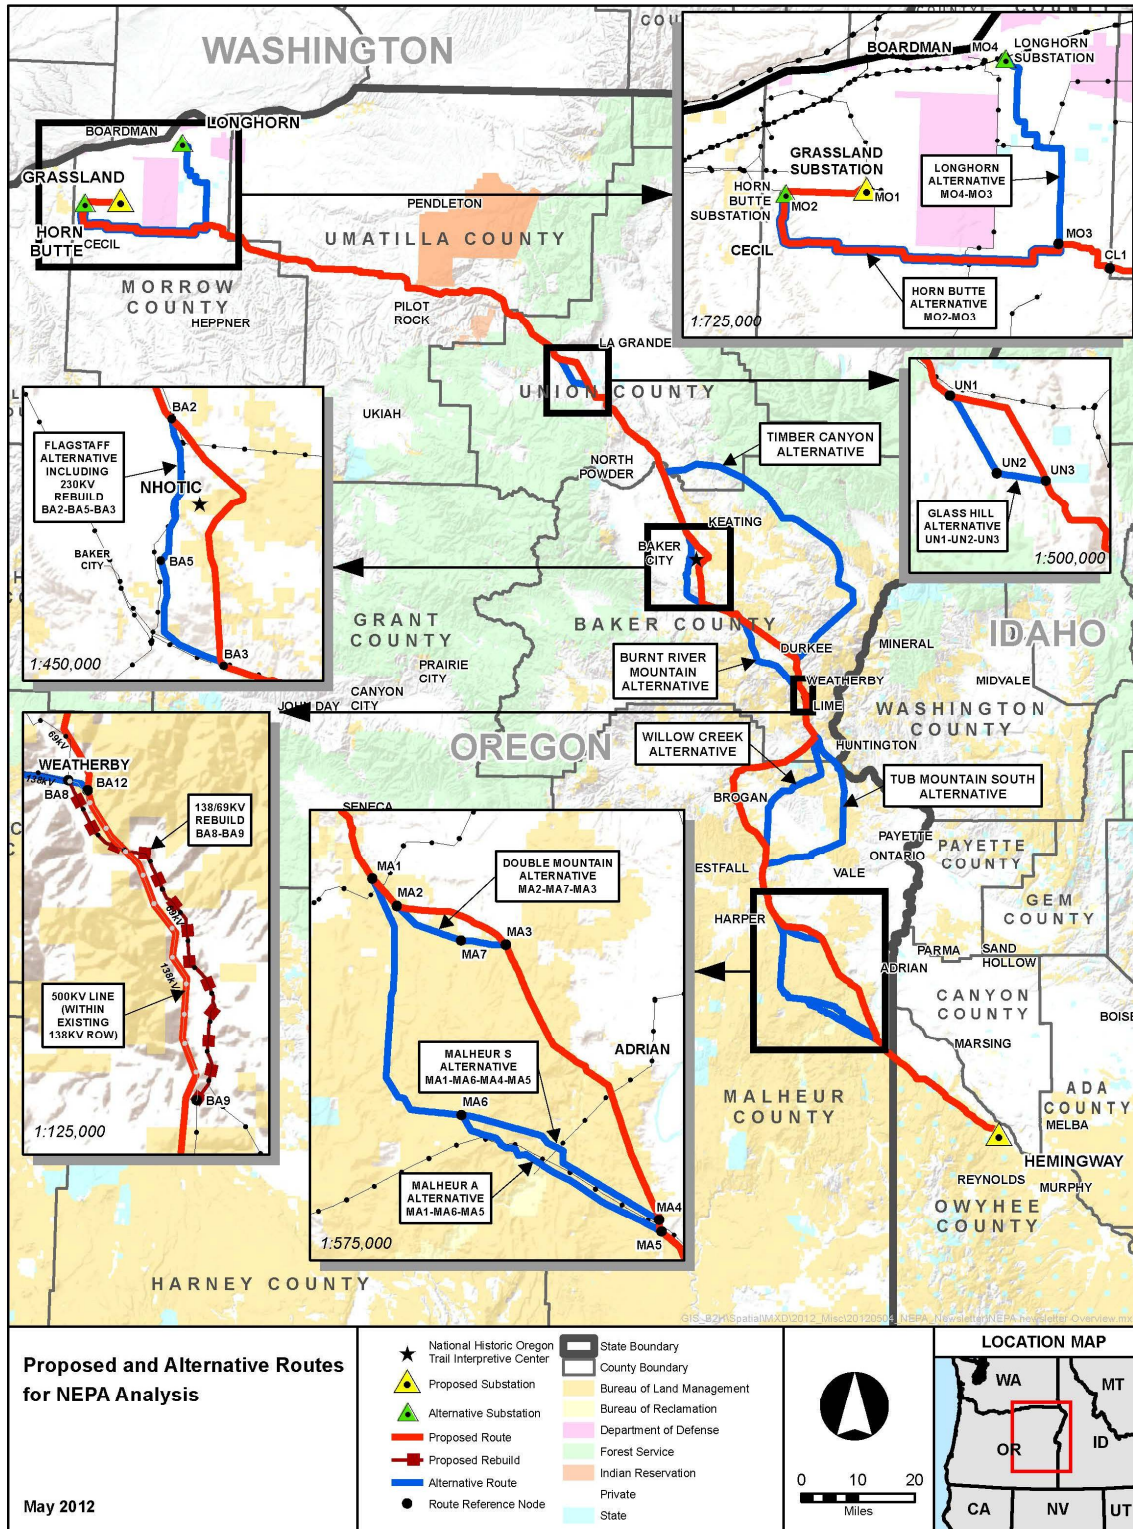 WASHINGTON
COU
COUNTY
COUNTY
BOARDMAN
LONGHORN
GRASSLAND
HORN
BUTTE
CECIL
MORROW
COUNTY
HEPPNER
PENDLETON
UMATILLA COUNTY
PILOT
ROCK
LA GRANDE
UNION COUNTY
UKIAH
NORTH
POWDER
TIMBER CANYON
ALTERNATIVE
KEATING
BAKER
CITY
BAKER COUNTY
GRANT
COUNTY
PRAIRIE
CITY
CANYON
CITY
JOHN DAY
SENECA
OREGON
IDAHO
DURKEE
MINERAL
BURNT RIVER
MOUNTAIN
ALTERNATIVE
WEATHERBY
LIME
MIDVALE
WASHINGTON
COUNTY
WILLOW CREEK
ALTERNATIVE
HUNTINGTON
TUB MOUNTAIN SOUTH
ALTERNATIVE
BROGAN
PAYETTE
ONTARIO
PAYETTE
COUNTY
ESTFALL
VALE
GEM
COUNTY
HARPER
ADRIAN
PARMA
SAND
HOLLOW
CANYON
COUNTY
BOISE
MARSING
MALHEUR
COUNTY
ADA
COUNTY
MELBA
HEMINGWAY
REYNOLDS
MURPHY
OWYHEE
COUNTY
HARNEY COUNTY
BOARDMAN
MO4
LONGHORN
SUBSTATION
GRASSLAND
SUBSTATION
HORN
BUTTE
SUBSTATION
MO2
MO1
LONGHORN
ALTERNATIVE
MO4-MO3
MO3
CL1
CECIL
HORN BUTTE
ALTERNATIVE
MO2-MO3
1:725,000
UN1
UN2
UN3
GLASS HILL
ALTERNATIVE
UN1-UN2-UN3
1:500,000
BA2
FLAGSTAFF
ALTERNATIVE
INCLUDING
230KV
REBUILD
BA2-BA5-BA3
NHOTIC
BAKER
CITY
BA5
BA3
1:450,000
69kV
WEATHERBY
138kV
BA8
BA12
138/69KV
REBUILD
BA8-BA9
69kV
138kV
500KV LINE
(WITHIN
EXISTING
138KV ROW)
BA9
1:125,000
MA1
MA2
DOUBLE MOUNTAIN
ALTERNATIVE
MA2-MA7-MA3
MA3
MA7
ADRIAN
MALHEUR S
ALTERNATIVE
MA1-MA6-MA4-MA5
MA6
MALHEUR A
ALTERNATIVE
MA1-MA6-MA5
MA4
MA5
1:575,000
Proposed and Alternative Routes
for NEPA Analysis
May 2012
National Historic Oregon
Trail Interpretive Center
Proposed Substation
Alternative Substation
Proposed Route
Proposed Rebuild
Alternative Route
Route Reference Node
State Boundary
County Boundary
Bureau of Land Management
Bureau of Reclamation
Department of Defense
Forest Service
Indian Reservation
Private
State
0 10 20
Miles
LOCATION MAP
WA
MT
OR
ID
CA
NV
UT